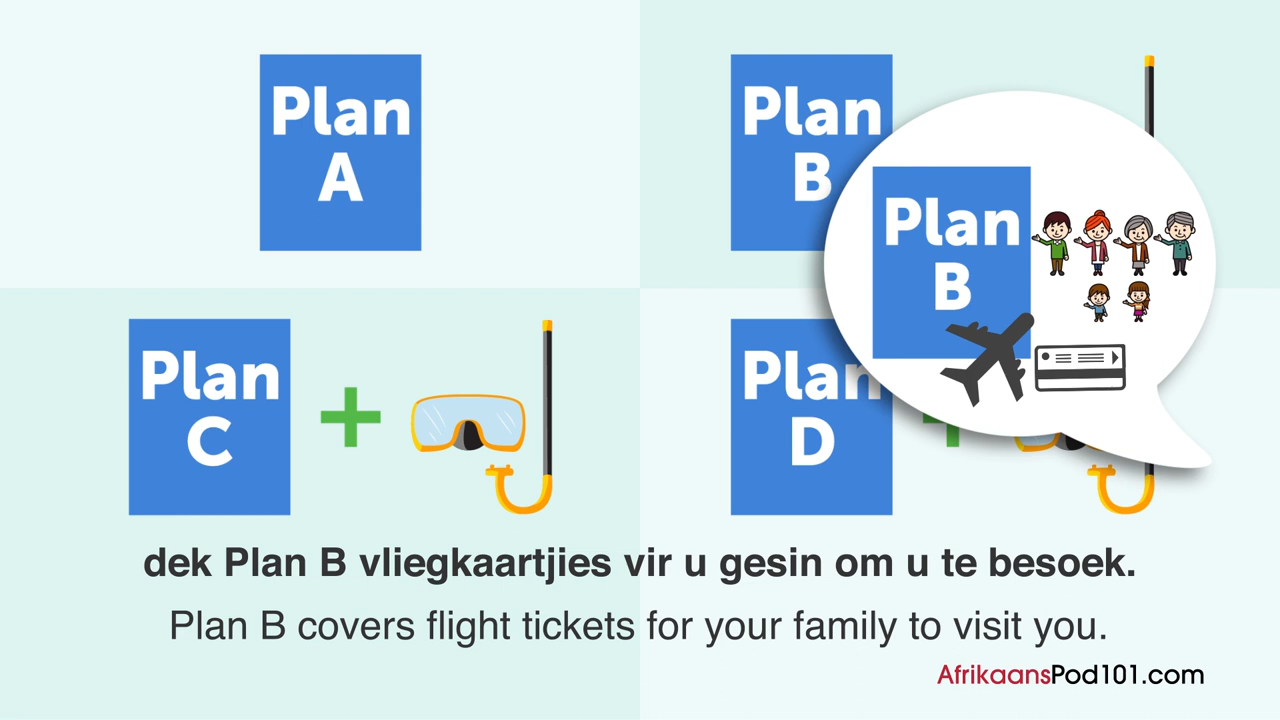 Plan
A
Plan
B
Plan
B
Plan
C
Plan
D
dek Plan B vliegkaartjies vir u gesin om u te besoek.
Plan B covers flight tickets for your family to visit you.
AfrikaansPod101.com